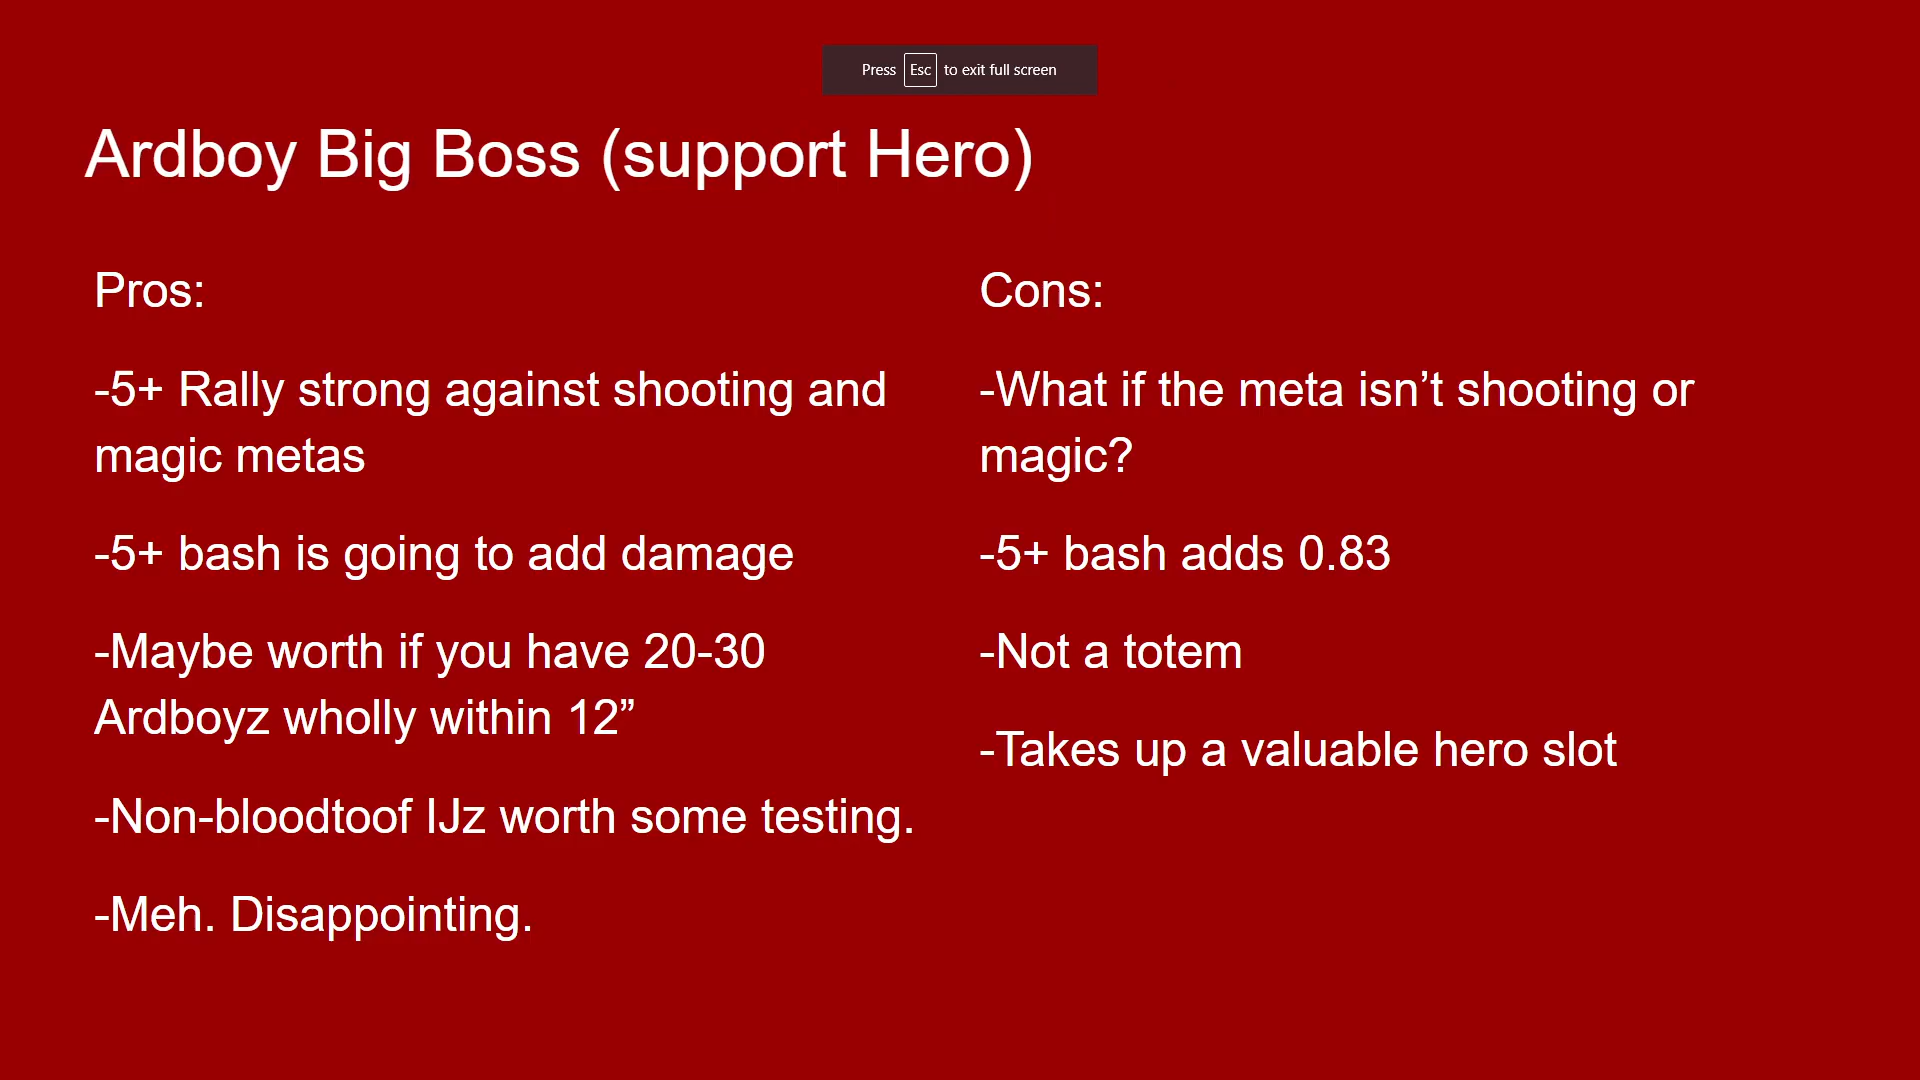 Press Esc to exit full screen
Ardboy Big Boss (support Hero)
Pros:
-5+ Rally strong against shooting and
magic metas
-5+ bash is going to add damage
-Maybe worth if you have 20-30
Ardboyz wholly within 12”
-Non-bloodtoof IJz worth some testing.
-Meh. Disappointing.
Cons:
-What if the meta isn’t shooting or
magic?
-5+ bash adds 0.83
-Not a totem
-Takes up a valuable hero slot